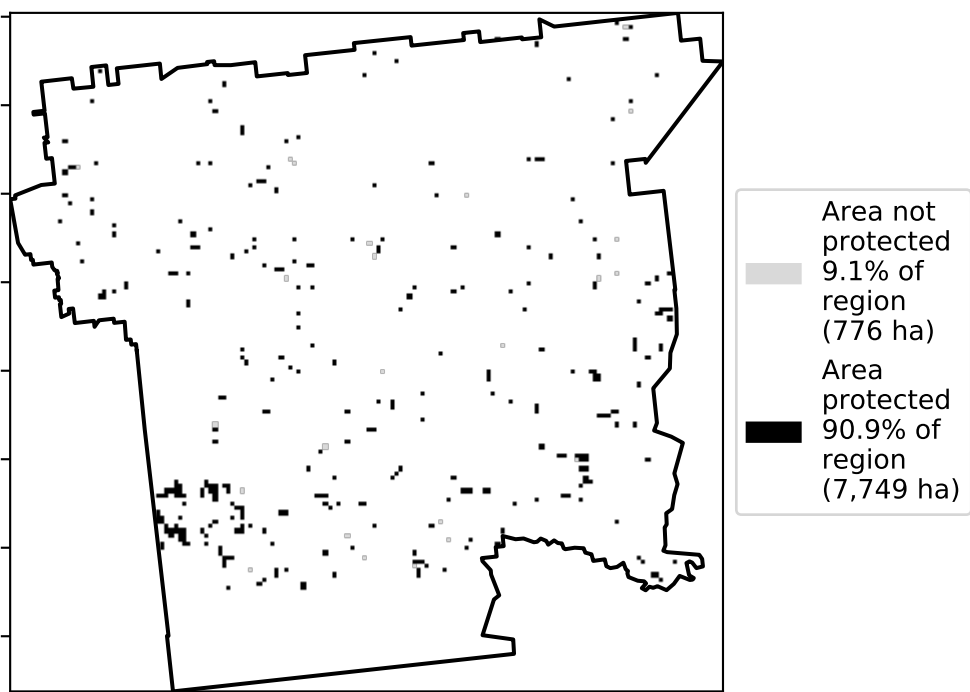 Area not
protected
9.1% of
region
(776 ha)
Area
protected
90.9% of
region
(7,749 ha)